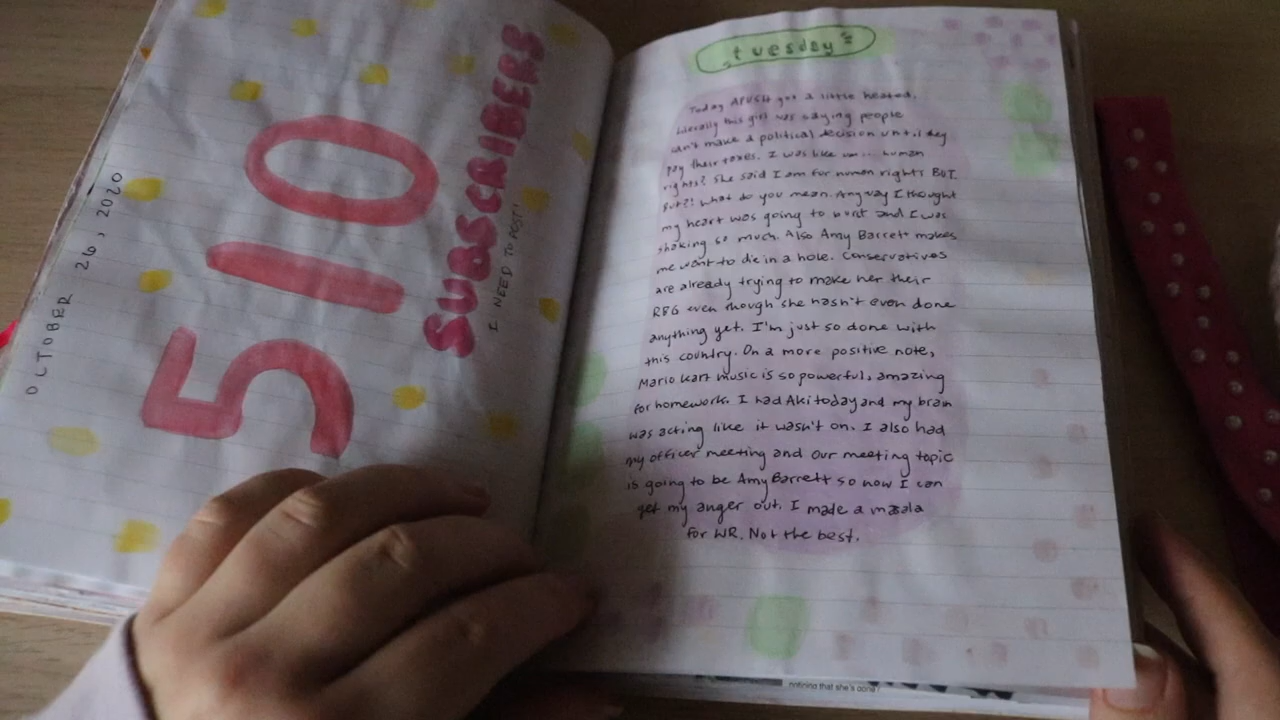 OCTOBER 26, 2020
510
SUBSCRIBERS
I NEED TO POST!
"tuesday"
Today APUSH got a little heated.
Literally this girl was saying people
can't make a political decision until they
pay their taxes. I was like um... human
rights? She said I am for human rights BUT.
But?! What do you mean. Anyway I thought
my heart was going to burst and I was
shaking so much. Also Amy Barrett makes
me want to die in a hole. Conservatives
are already trying to make her their
RBG even though she hasn't even done
anything yet. I'm just so done with
this country. On a more positive note,
Mario Kart music is so powerful, amazing
for homework. I had Aki today and my brain
was acting like it wasn't on. I also had
my officer meeting and our meeting topic
is going to be Amy Barrett so now I can
get my anger out. I made a masala
for WR. Not the best.
that she's done?